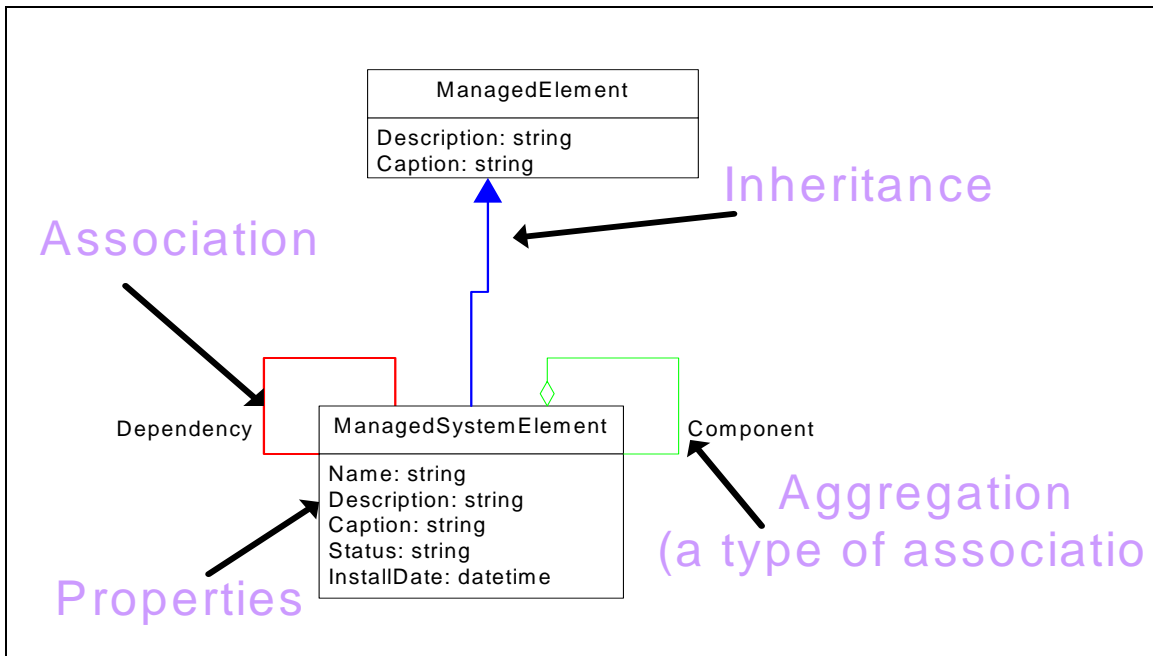 ManagedElement
Description: string
Caption: string
Inheritance
Association
Dependency
ManagedSystemElement
Component
Name: string
Description: string
Caption: string
Status: string
InstallDate: datetime
Aggregation
(a type of associatio
Properties